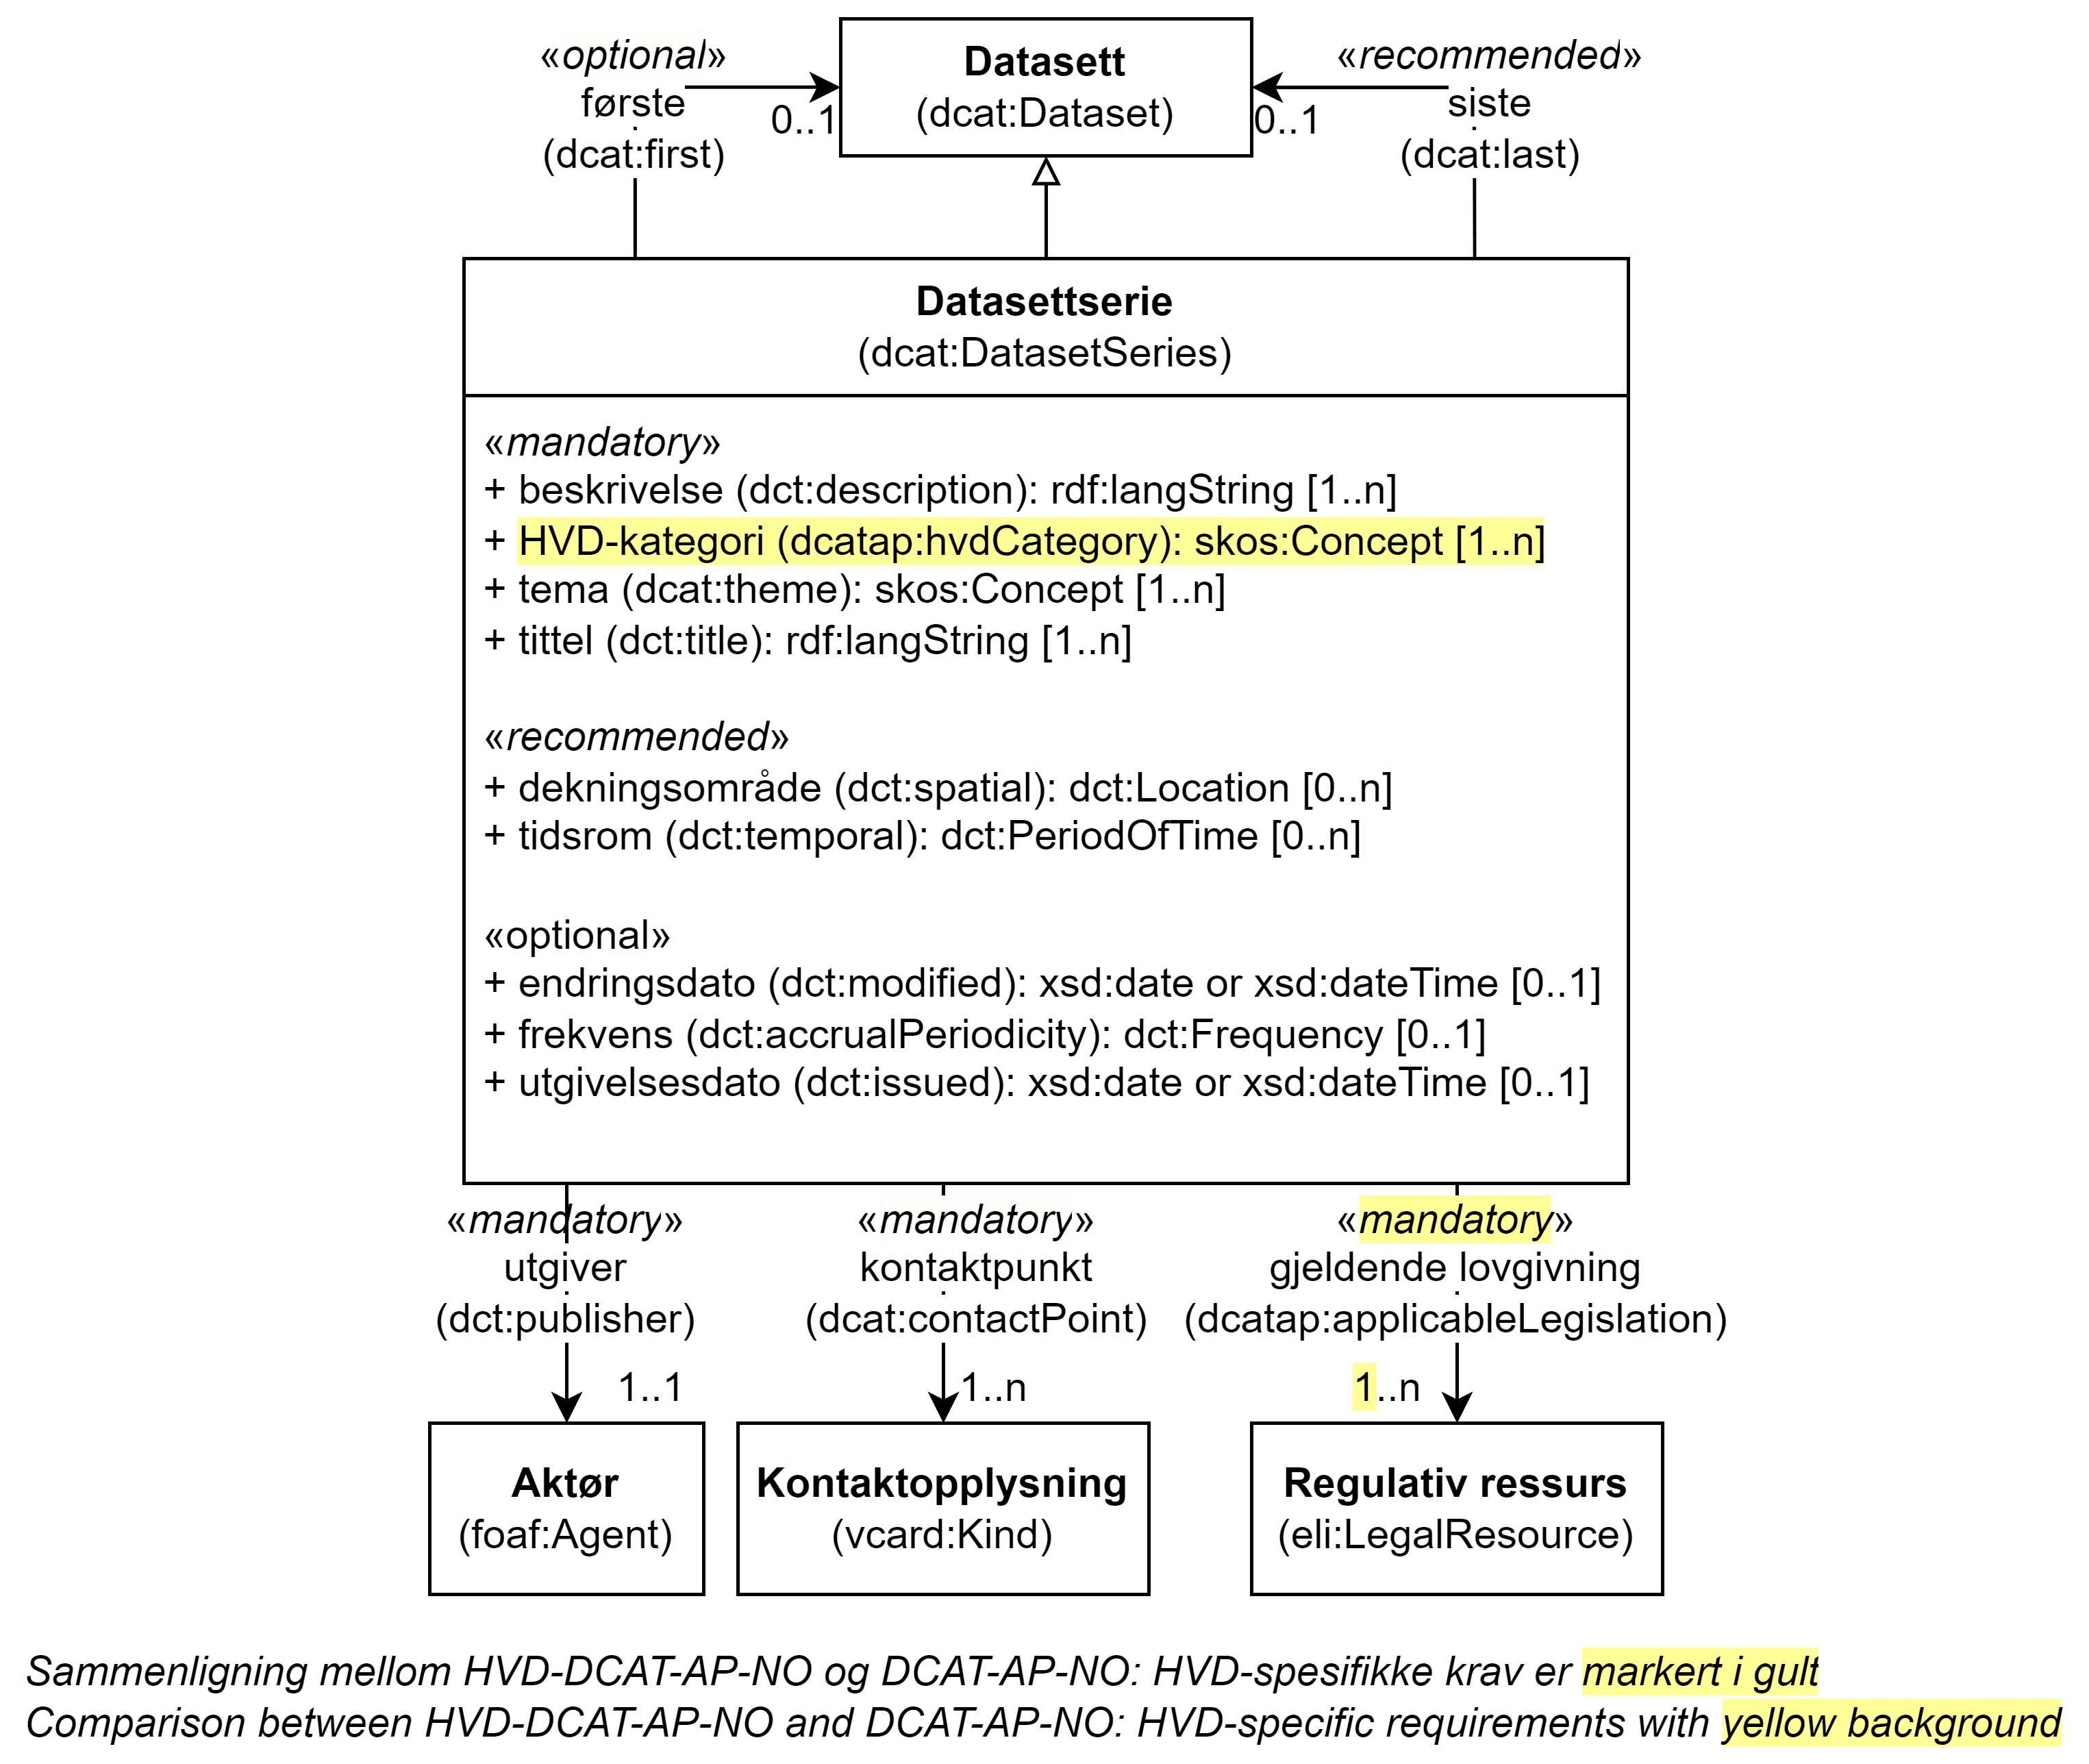 «optional»
første
(dcat:first)
0..1
Datasett
(dcat:Dataset)
«recommended»
siste
(dcat:last)
0..1
Datasettserie
(dcat:DatasetSeries)
«mandatory»
+ beskrivelse (dct:description): rdf:langString [1..n]
+ HVD-kategori (dcatap:hvdCategory): skos:Concept [1..n]
+ tema (dcat:theme): skos:Concept [1..n]
+ tittel (dct:title): rdf:langString [1..n]
«recommended»
+ dekningsområde (dct:spatial): dct:Location [0..n]
+ tidsrom (dct:temporal): dct:PeriodOfTime [0..n]
«optional»
+ endringsdato (dct:modified): xsd:date or xsd:dateTime [0..1]
+ frekvens (dct:accrualPeriodicity): dct:Frequency [0..1]
+ utgivelsesdato (dct:issued): xsd:date or xsd:dateTime [0..1]
«mandatory»
utgiver
(dct:publisher)
1..1
«mandatory»
kontaktpunkt
(dcat:contactPoint)
1..n
«mandatory»
gjeldende lovgivning
(dcatap:applicableLegislation)
1..n
Aktør
(foaf:Agent)
Kontaktopplysning
(vcard:Kind)
Regulativ ressurs
(eli:LegalResource)
Sammenligning mellom HVD-DCAT-AP-NO og DCAT-AP-NO: HVD-spesifikke krav er markert i gult
Comparison between HVD-DCAT-AP-NO and DCAT-AP-NO: HVD-specific requirements with yellow background